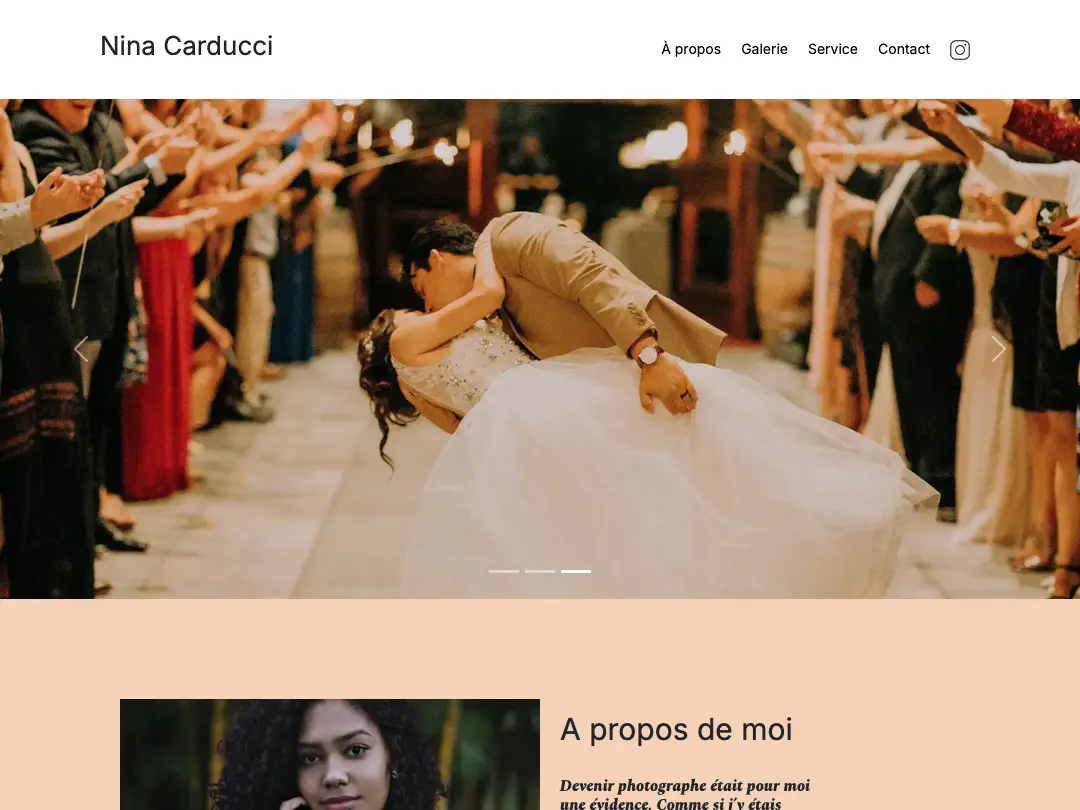 Nina Carducci
À propos Galerie Service Contact
A propos de moi
Devenir photographe était pour moi
une évidence. Comme si j'y étais